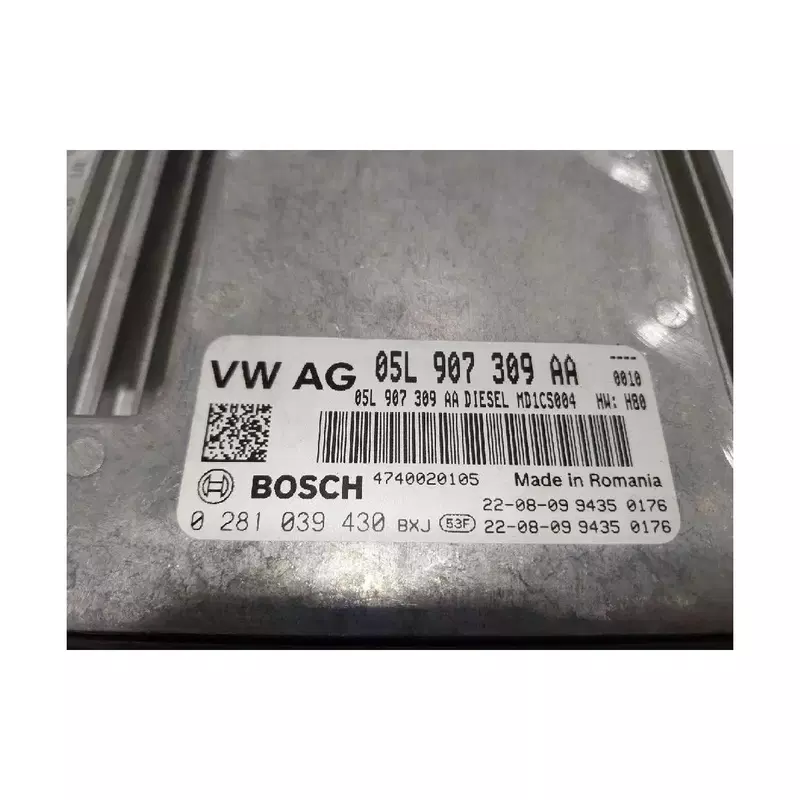 VW AG 05L 907 309 AA ----
0010
05L 907 309 AA DIESEL MD1CS004 HW: H80
BOSCH 4740020105 Made in Romania
22-08-09 9435 0176
0 281 039 430 BXJ 53F 22-08-09 9435 0176